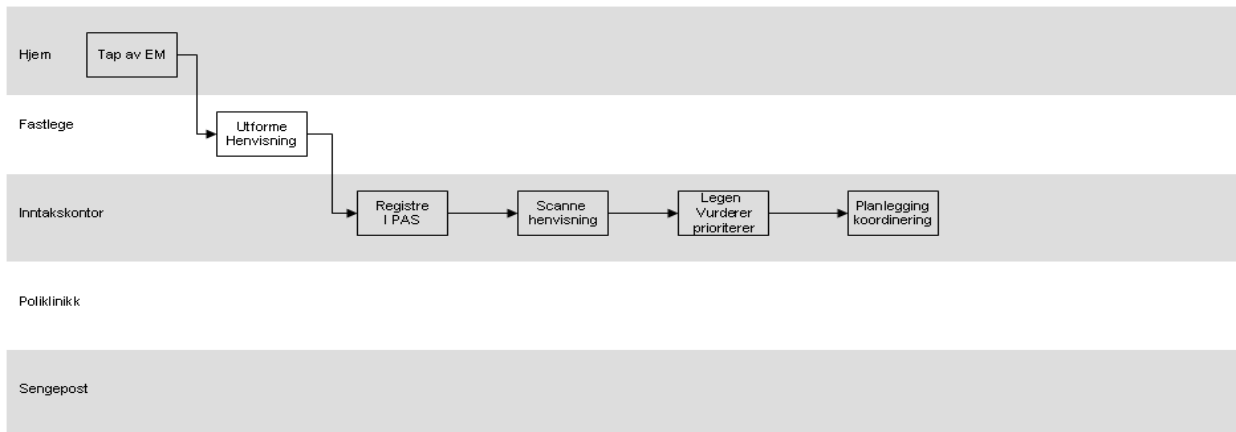 Hjem
Tap av EM
Fastlege
Utforme
Henvisning
Inntakskontor
Registre
I PAS
Scanne
henvisning
Legen
Vurderer
prioriterer
Planlegging
koordinering
Poliklinikk
Sengepost